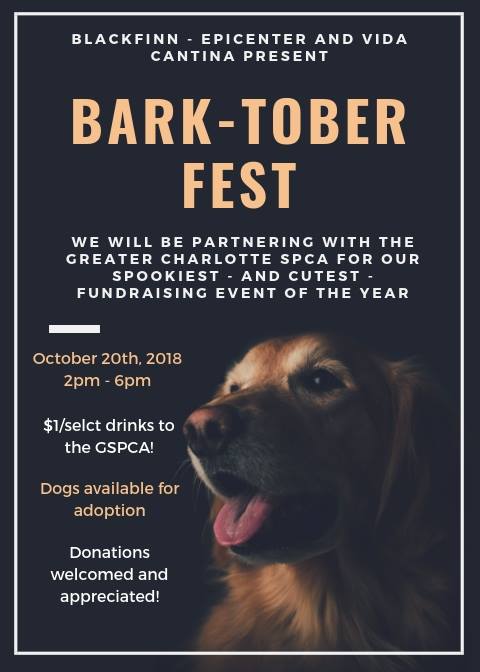 BLACKFINN - EPICENTER AND VIDA
CANTINA PRESENT
BARK-TOBER
FEST
WE WILL BE PARTNERING WITH THE
GREATER CHARLOTTE SPCA FOR OUR
SPOOKIEST - AND CUTEST -
FUNDRAISING EVENT OF THE YEAR
October 20th, 2018
2pm - 6pm
$1/selct drinks to
the GSPCA!
Dogs available for
adoption
Donations
welcomed and
appreciated!